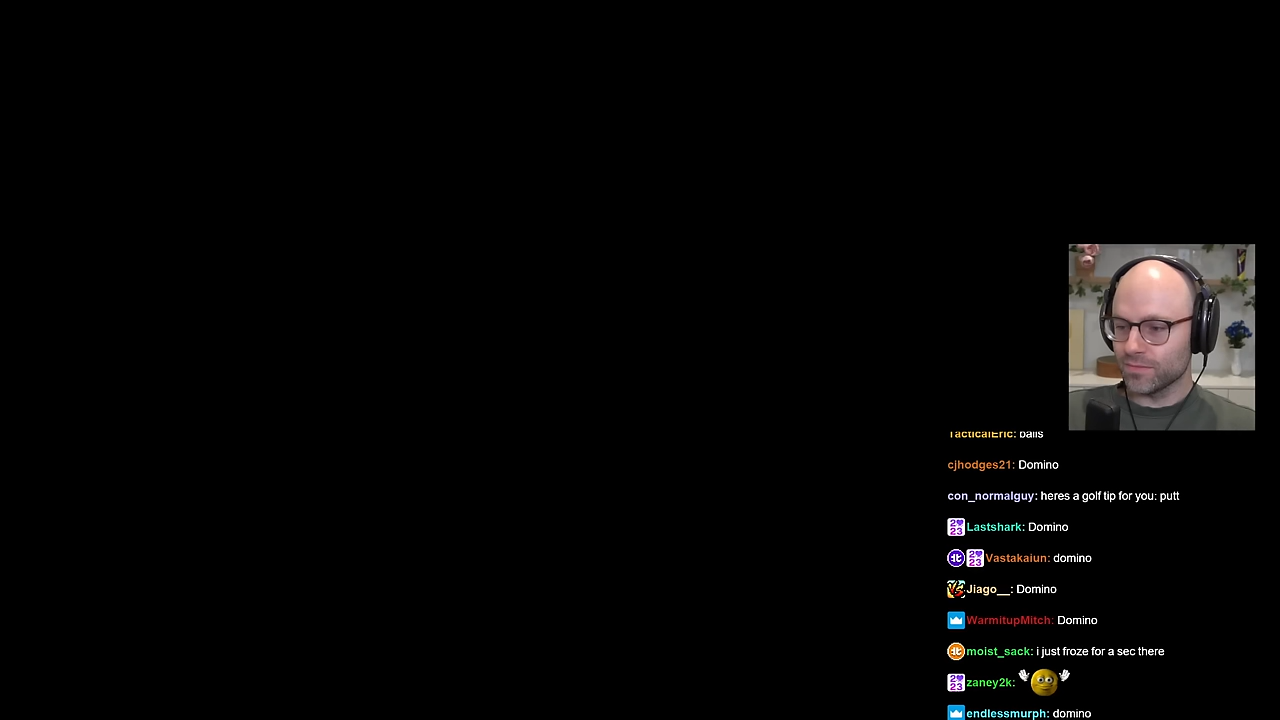 TacticalEric: balls
cjhodges21: Domino
con_normalguy: heres a golf tip for you: putt
Lastshark: Domino
Vastakaiun: domino
Jiago__: Domino
WarmitupMitch: Domino
moist_sack: i just froze for a sec there
zaney2k:
endlessmurph: domino